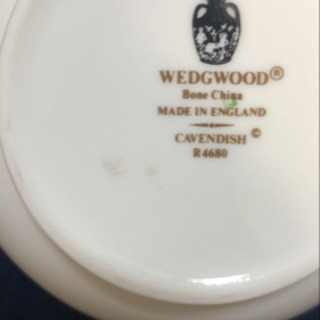 WEDGWOOD®
Bone China
MADE IN ENGLAND
CAVENDISH ©
R4680